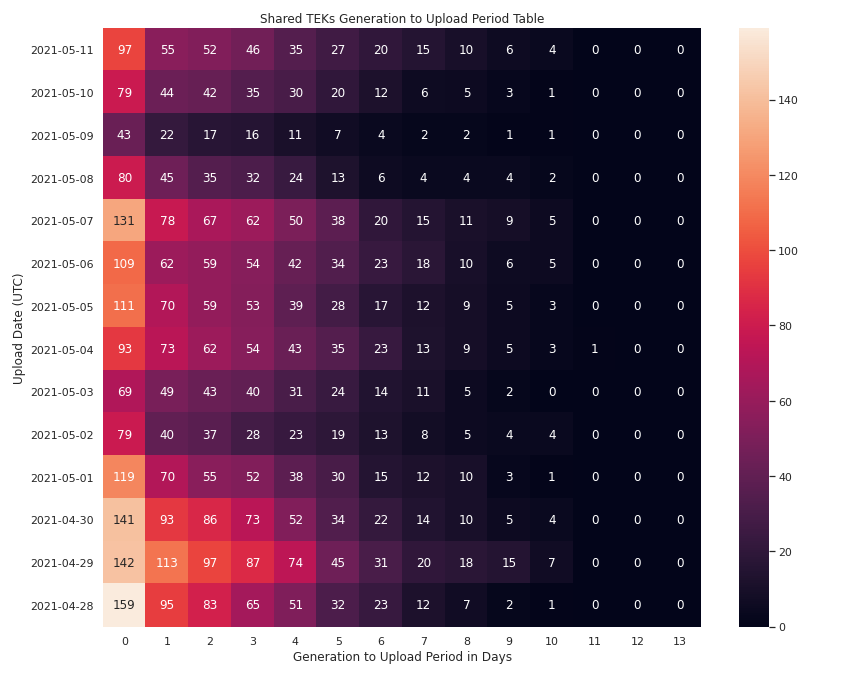 Shared TEKs Generation to Upload Period Table
Upload Date (UTC)
2021-05-11 97 55 52 46 35 27 20 15 10 6 4 0 0 0
2021-05-10 79 44 42 35 30 20 12 6 5 3 1 0 0 0
2021-05-09 43 22 17 16 11 7 4 2 2 1 1 0 0 0
2021-05-08 80 45 35 32 24 13 6 4 4 4 2 0 0 0
2021-05-07 131 78 67 62 50 38 20 15 11 9 5 0 0 0
2021-05-06 109 62 59 54 42 34 23 18 10 6 5 0 0 0
2021-05-05 111 70 59 53 39 28 17 12 9 5 3 0 0 0
2021-05-04 93 73 62 54 43 35 23 13 9 5 3 1 0 0
2021-05-03 69 49 43 40 31 24 14 11 5 2 0 0 0 0
2021-05-02 79 40 37 28 23 19 13 8 5 4 4 0 0 0
2021-05-01 119 70 55 52 38 30 15 12 10 3 1 0 0 0
2021-04-30 141 93 86 73 52 34 22 14 10 5 4 0 0 0
2021-04-29 142 113 97 87 74 45 31 20 18 15 7 0 0 0
2021-04-28 159 95 83 65 51 32 23 12 7 2 1 0 0 0
0 1 2 3 4 5 6 7 8 9 10 11 12 13
Generation to Upload Period in Days
140
120
100
80
60
40
20
0